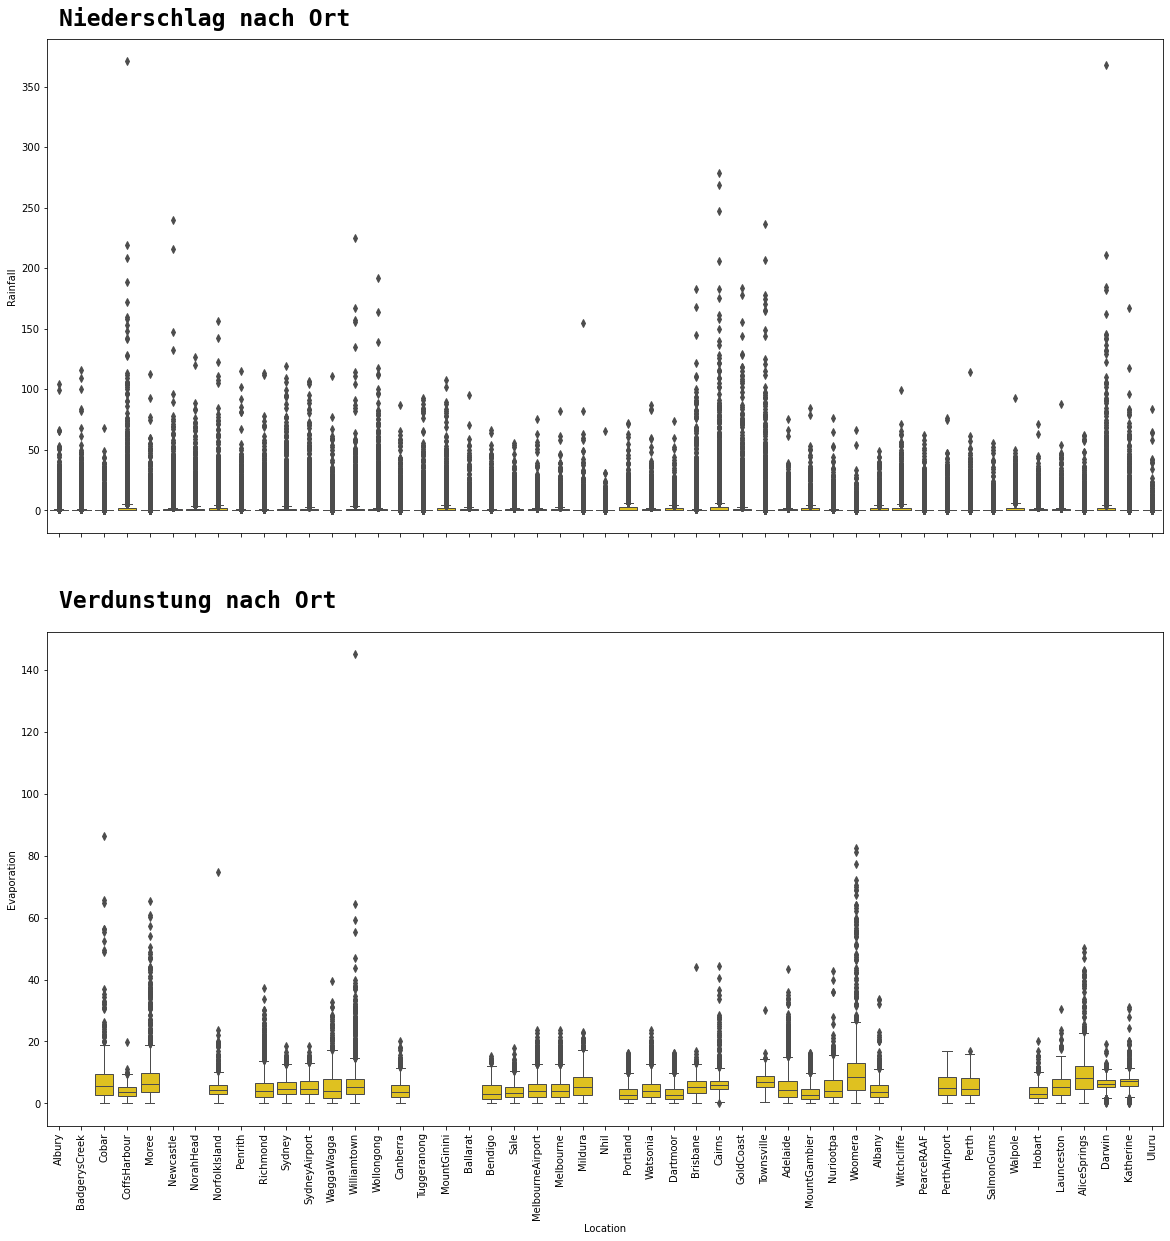 Niederschlag nach Ort
350
300
250
200
150
100
50
0
Rainfall
Verdunstung nach Ort
140
120
100
80
60
40
20
0
Evaporation
Albury
BadgerysCreek
Cobar
CoffsHarbour
Moree
Newcastle
NorahHead
NorfolkIsland
Penrith
Richmond
Sydney
SydneyAirport
WaggaWagga
Williamtown
Wollongong
Canberra
Tuggeranong
MountGinini
Ballarat
Bendigo
Sale
MelbourneAirport
Melbourne
Mildura
Nhil
Portland
Watsonia
Dartmoor
Brisbane
Cairns
GoldCoast
Townsville
Adelaide
MountGambier
Nuriootpa
Woomera
Albany
Witchcliffe
PearceRAAF
PerthAirport
Perth
SalmonGums
Walpole
Hobart
Launceston
AliceSprings
Darwin
Katherine
Uluru
Location